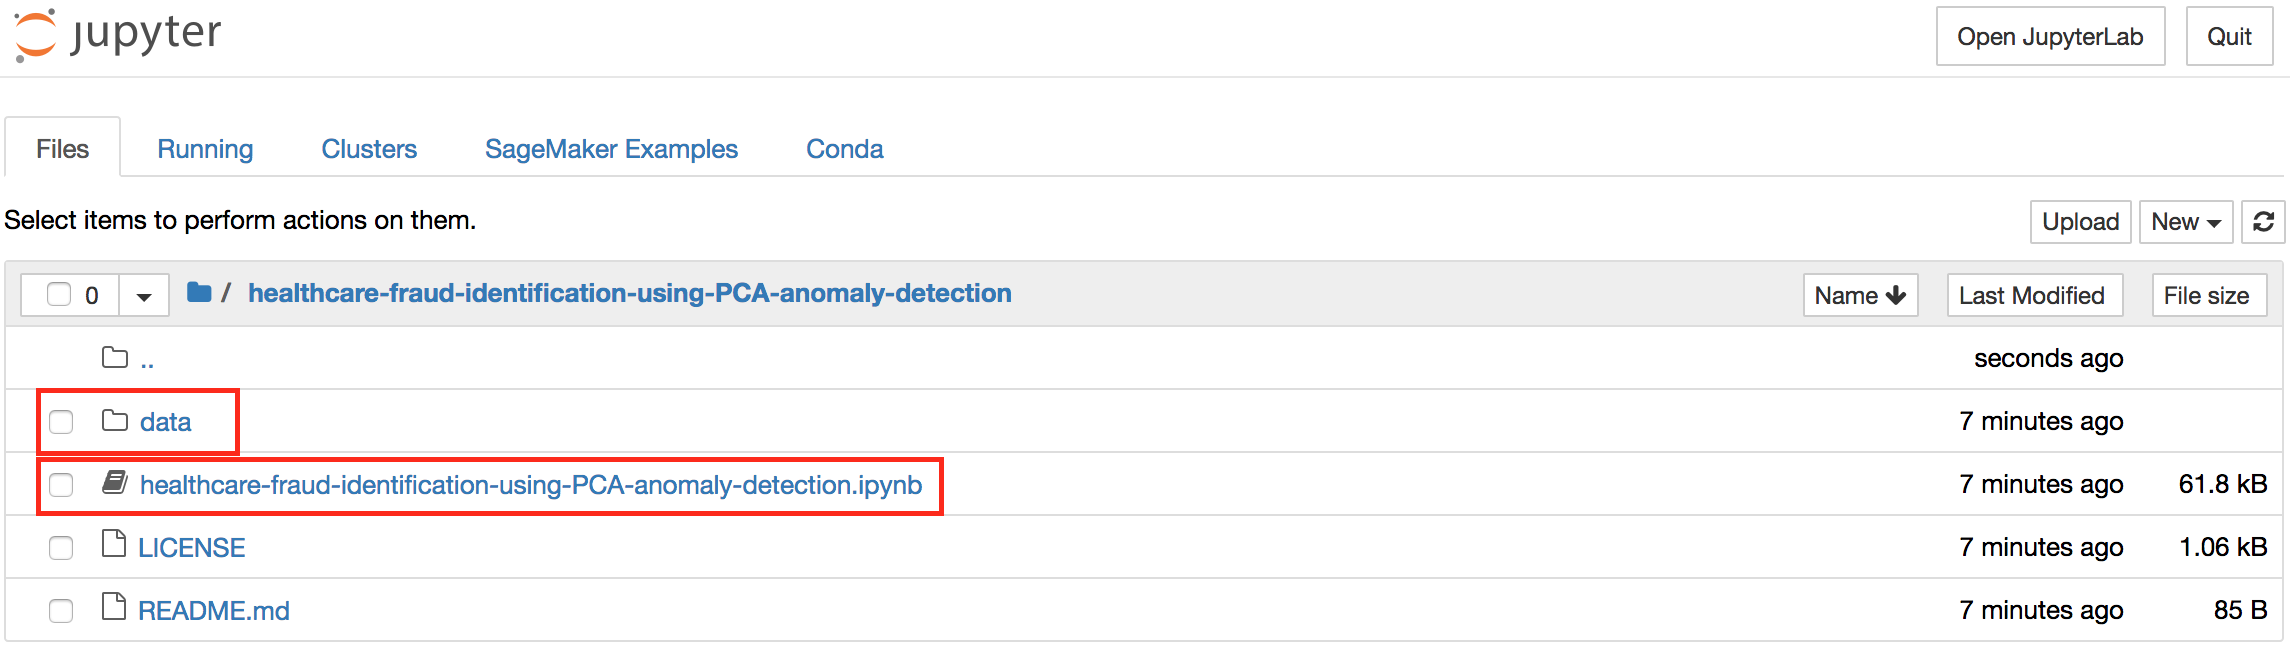 jupyter
Open JupyterLab Quit
Files Running Clusters SageMaker Examples Conda
Select items to perform actions on them.
Upload New
0 / healthcare-fraud-identification-using-PCA-anomaly-detection Name Last Modified File size
.. seconds ago
data 7 minutes ago
healthcare-fraud-identification-using-PCA-anomaly-detection.ipynb 7 minutes ago 61.8 kB
LICENSE 7 minutes ago 1.06 kB
README.md 7 minutes ago 85 B